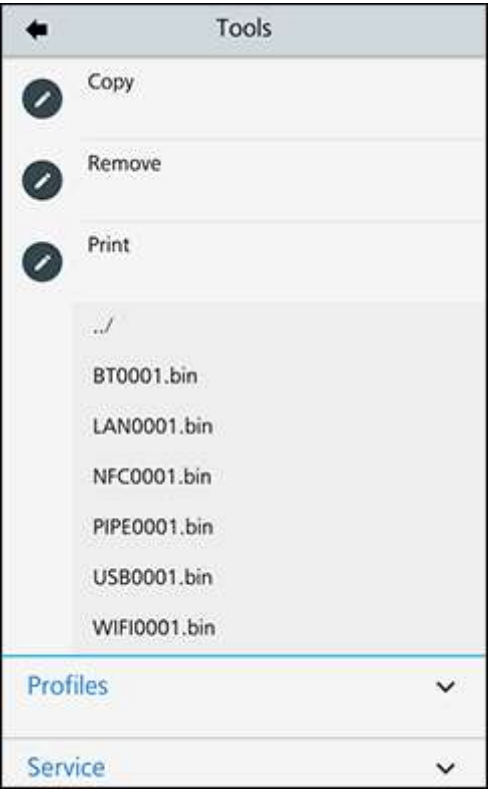 Tools
Copy
Remove
Print
../
BT0001.bin
LAN0001.bin
NFC0001.bin
PIPE0001.bin
USB0001.bin
WIFI0001.bin
Profiles
Service